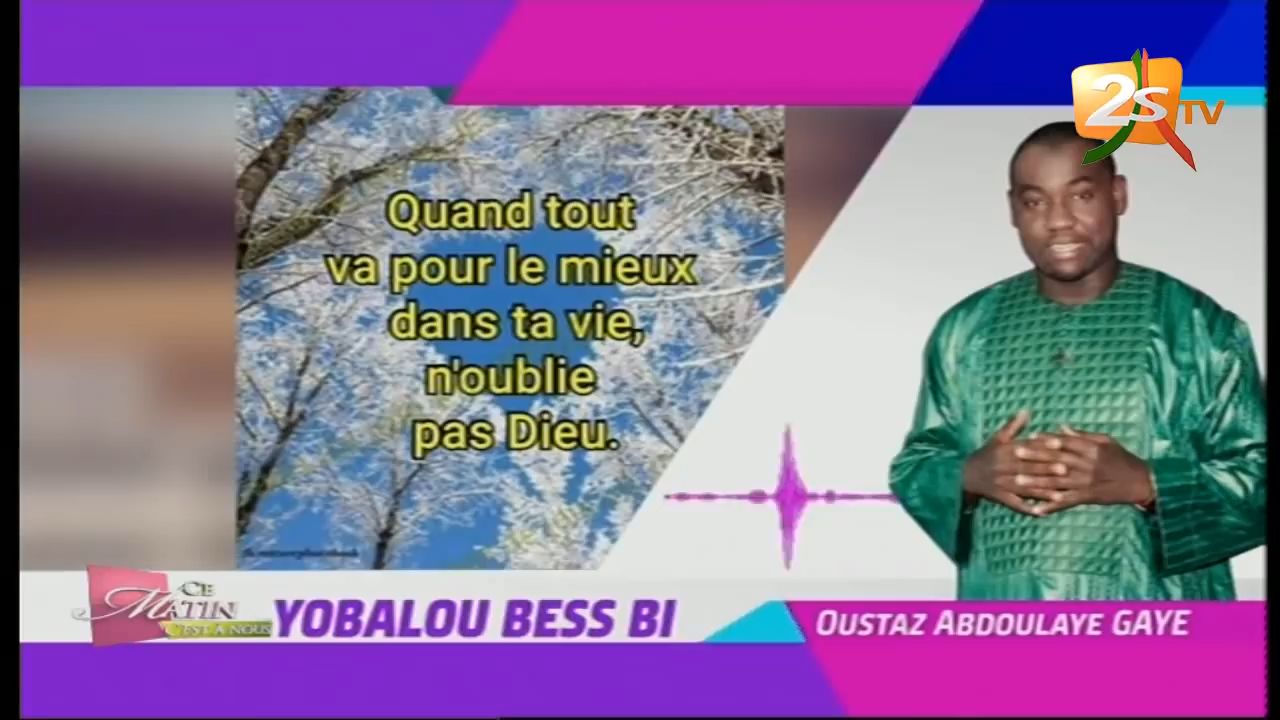 2s TV
Quand tout
va pour le mieux
dans ta vie,
n'oublie
pas Dieu.
CE
MATIN
C'EST A NOUS
YOBALOU BESS BI
OUSTAZ ABDOULAYE GAYE